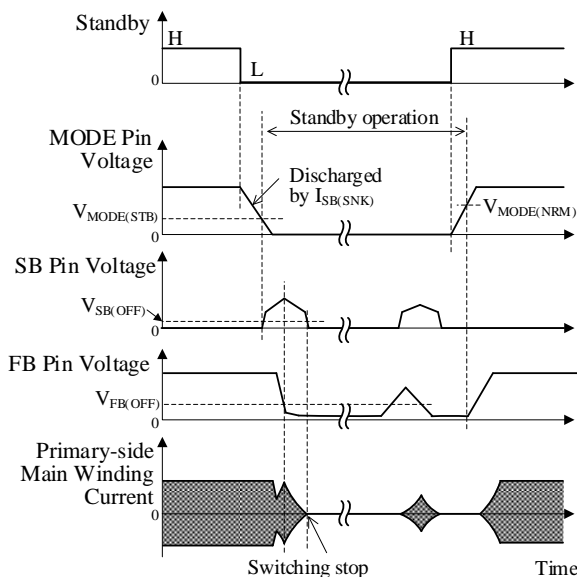 Standby
H
H
L
0
Standby operation
MODE Pin
Voltage
Discharged
by I_SB(SNK)
V_MODE(STB)
V_MODE(NRM)
0
SB Pin Voltage
V_SB(OFF)
0
FB Pin Voltage
V_FB(OFF)
0
Primary-side
Main Winding
Current
0
Switching stop
Time